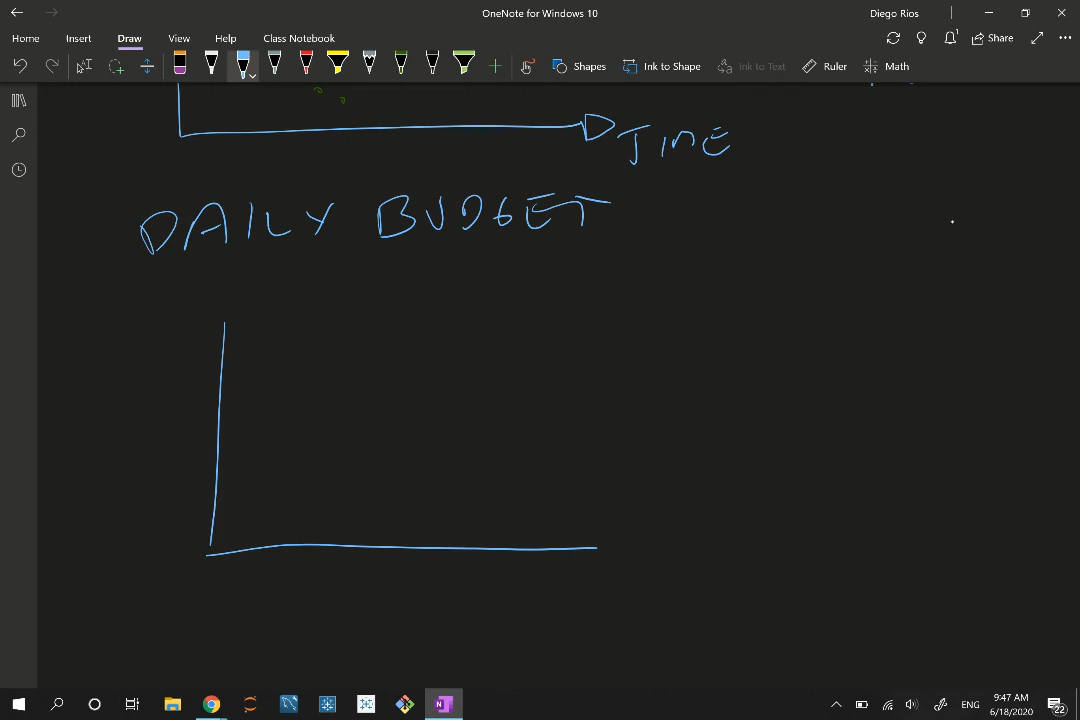 OneNote for Windows 10
Diego Rios
Home Insert Draw View Help Class Notebook
Share
Shapes Ink to Shape Ink to Text Ruler Math
TIME
DAILY BUDGET
ENG
9:47 AM
6/18/2020
22